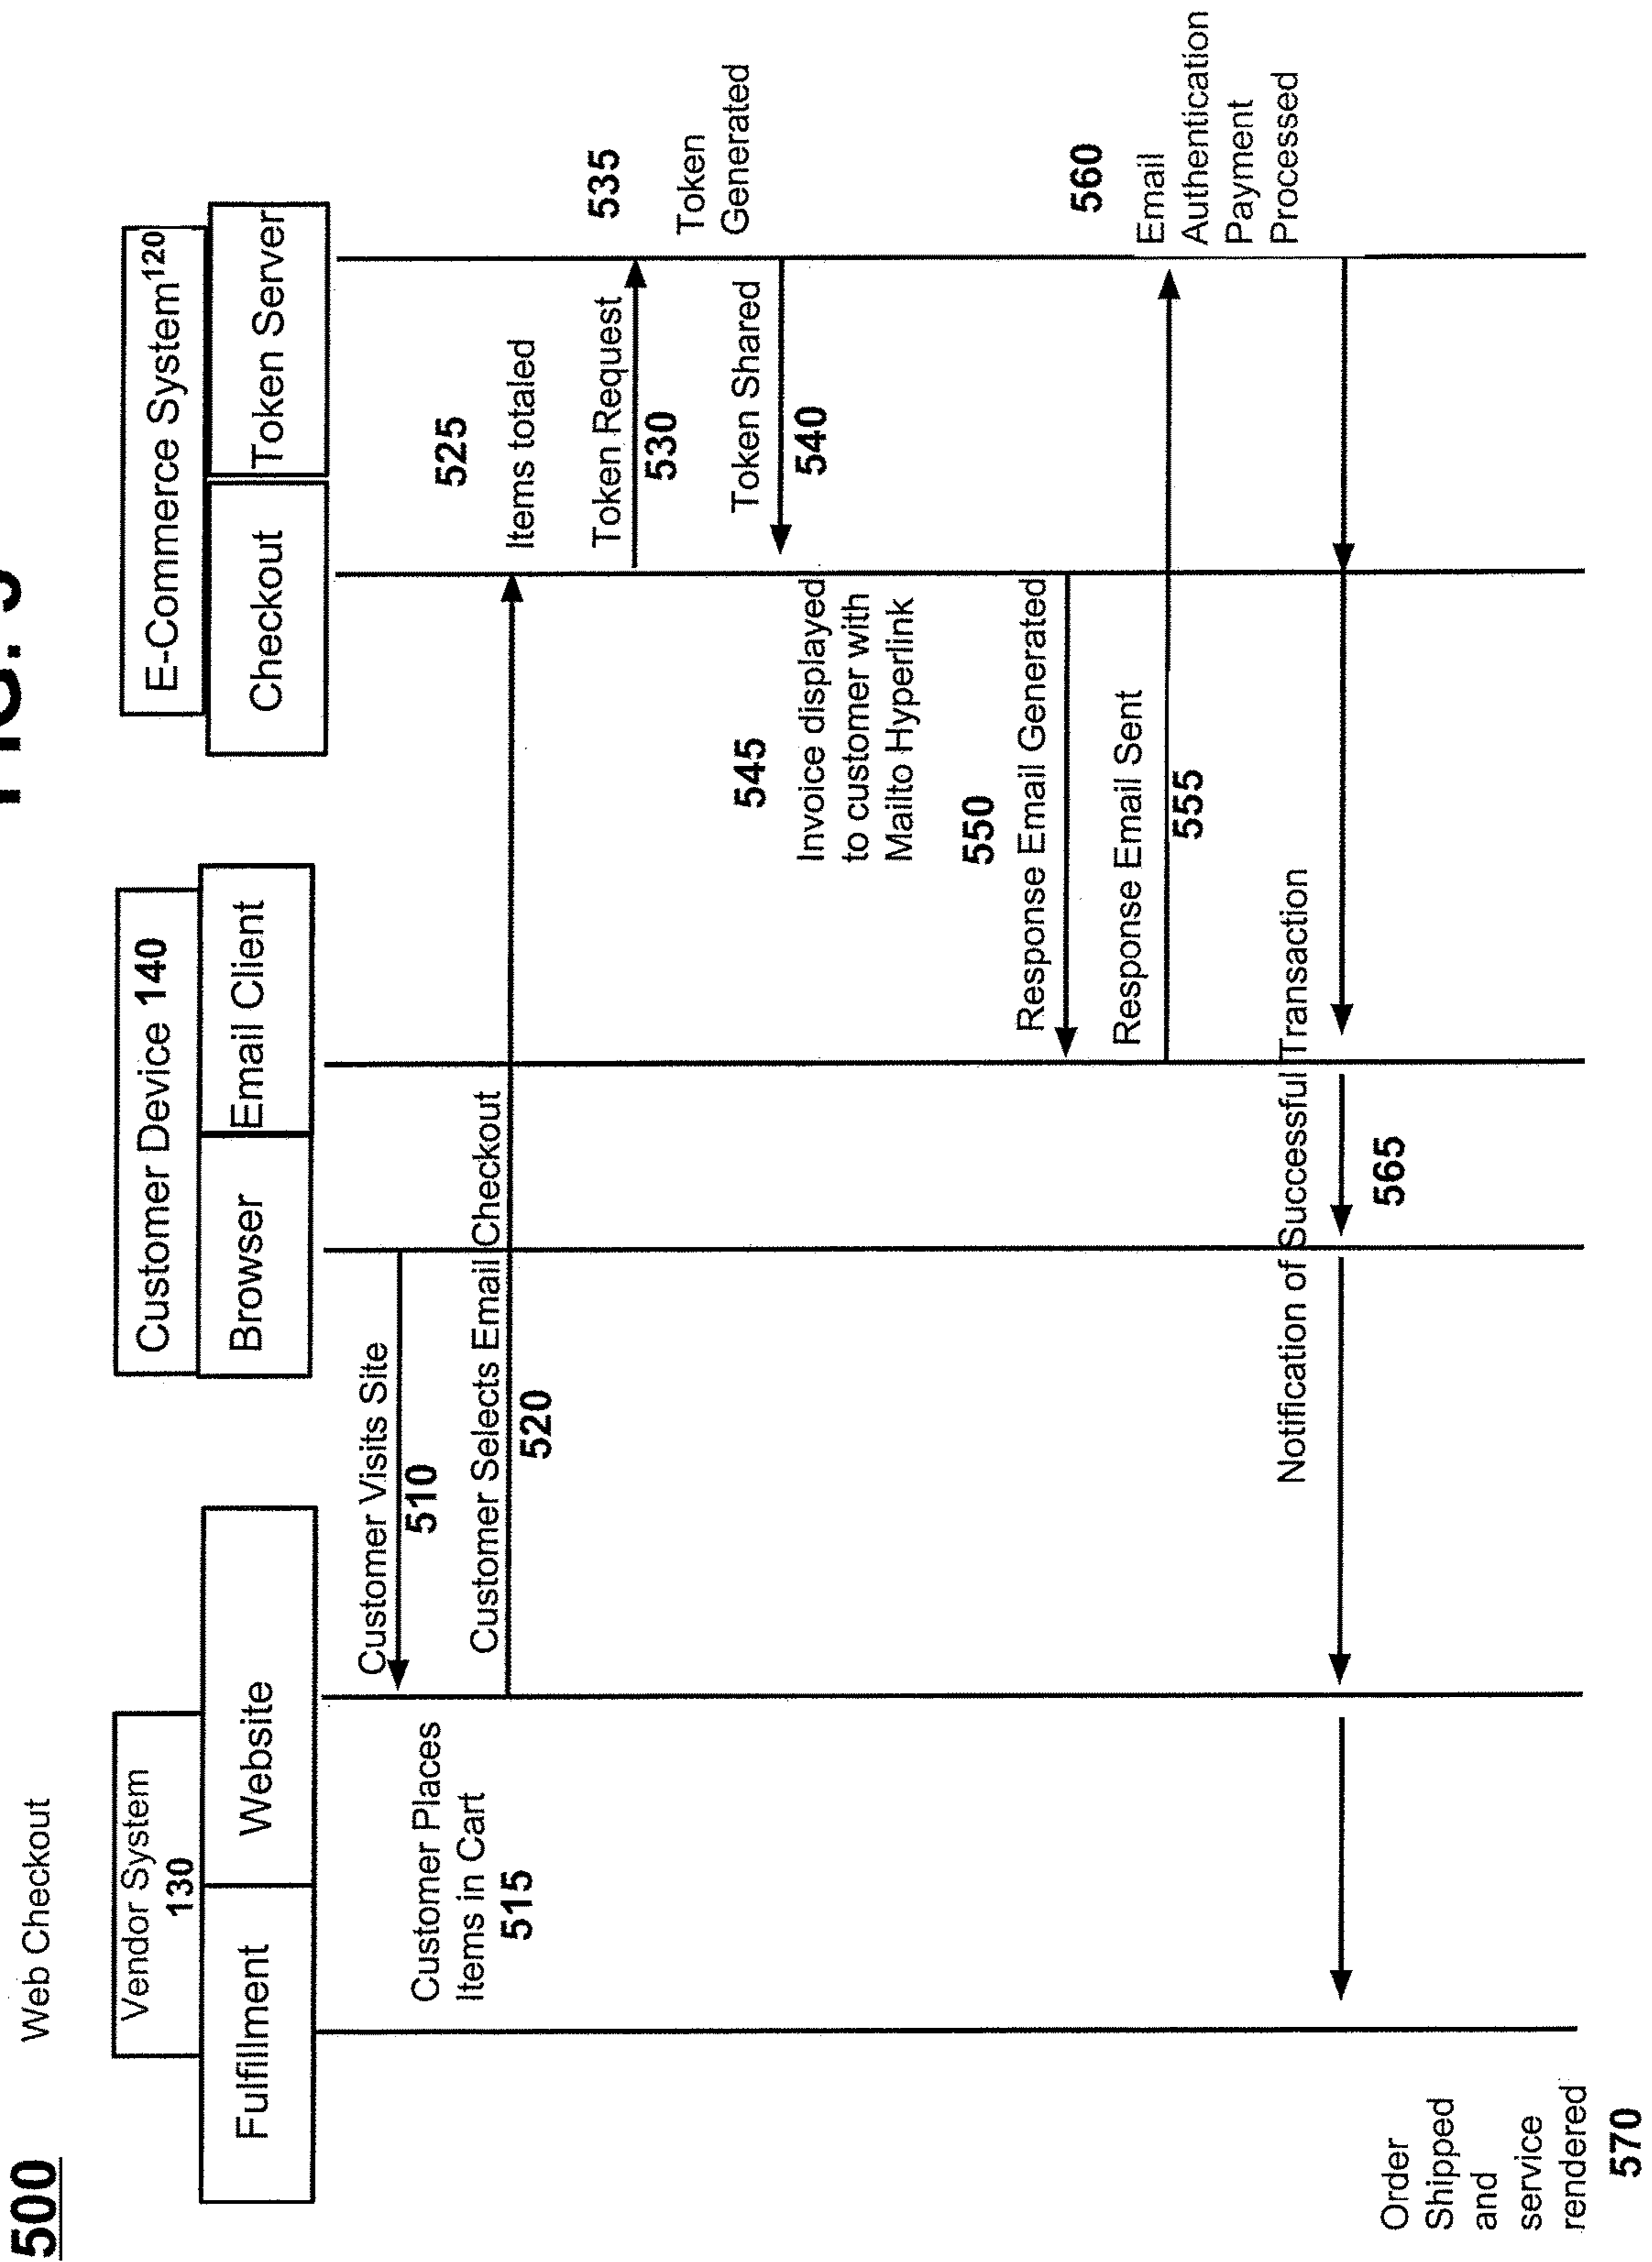 500
Web Checkout
Vendor System
130
Fulfillment
Website
Customer Device 140
Browser
Email Client
E-Commerce System120
Checkout
Token Server
Customer Visits Site
510
Customer Places
Items in Cart
515
Customer Selects Email Checkout
520
525
Items totaled
Token Request
530
535
Token
Generated
Token Shared
540
545
Invoice displayed
to customer with
Mailto Hyperlink
550
Response Email Generated
Response Email Sent
555
560
Email
Authentication
Payment
Processed
Notification of Successful Transaction
565
Order
Shipped
and
service
rendered
570